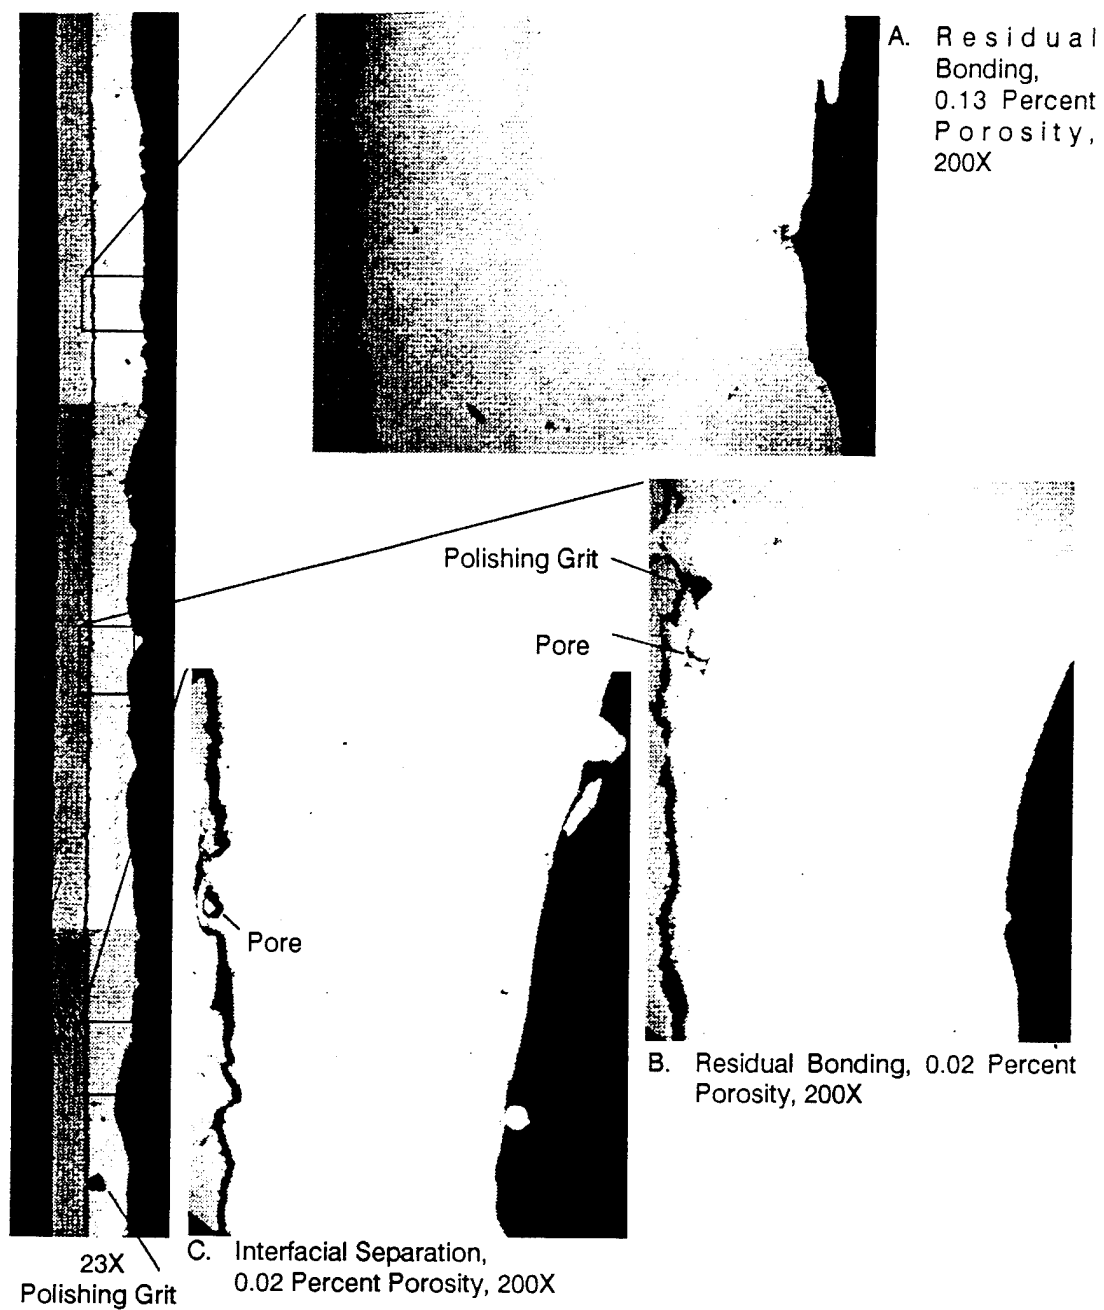 A. Residual
Bonding,
0.13 Percent
Porosity,
200X
Polishing Grit
Pore
Pore
B. Residual Bonding, 0.02 Percent
Porosity, 200X
C. Interfacial Separation,
0.02 Percent Porosity, 200X
23X
Polishing Grit